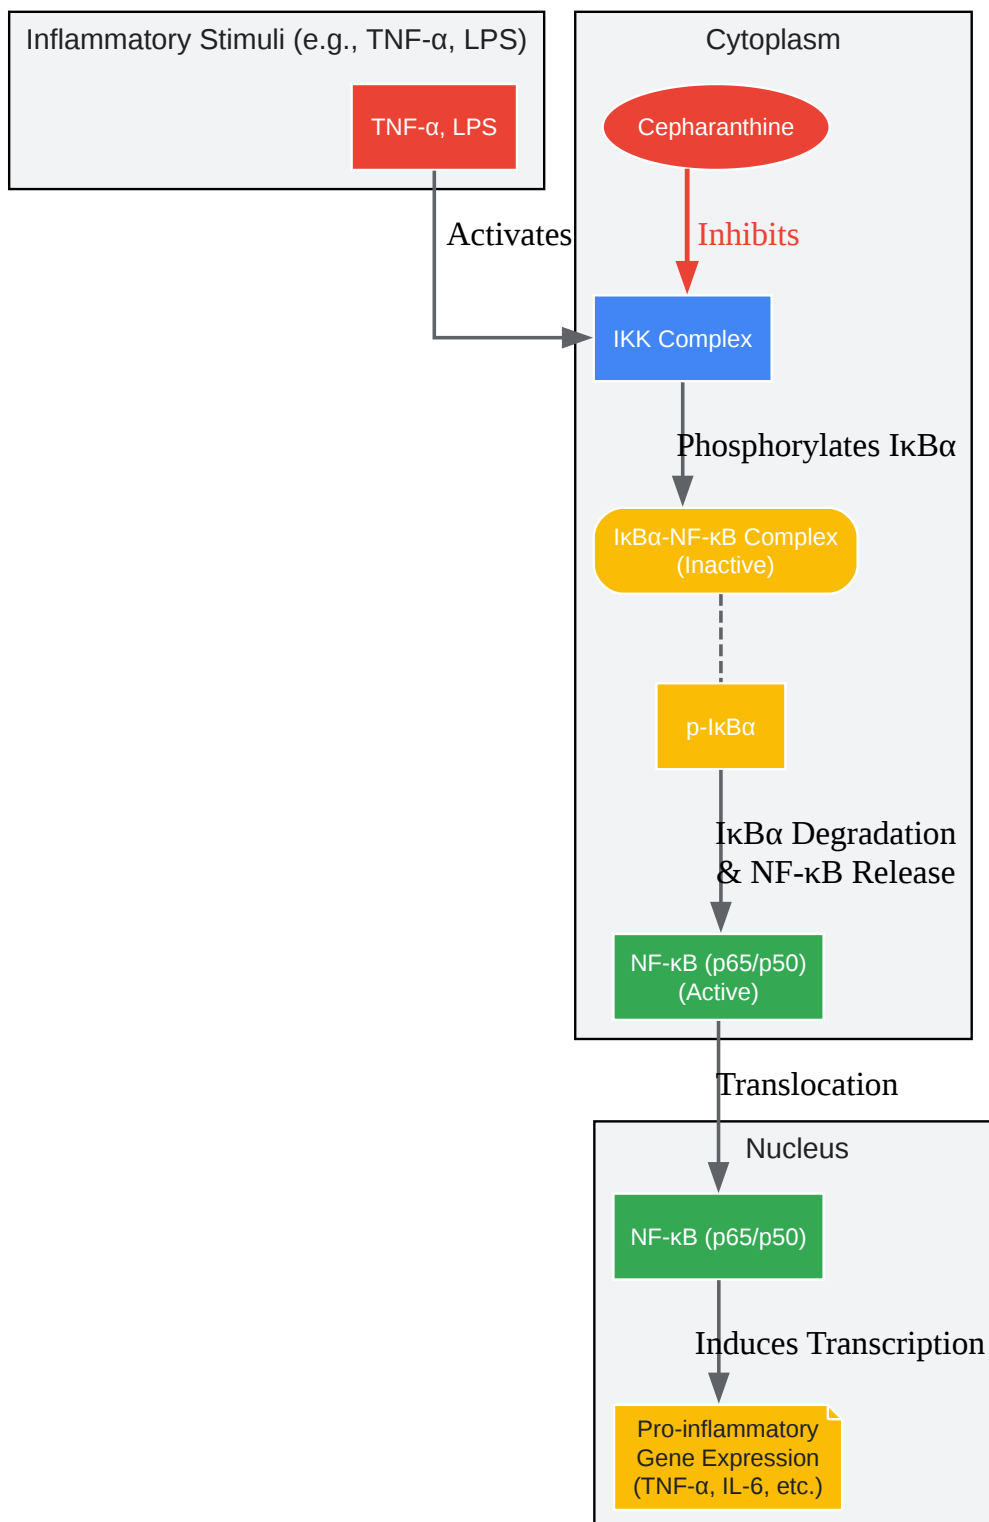 Inflammatory Stimuli (e.g., TNF-α, LPS)
TNF-α, LPS
Activates
Cytoplasm
Cepharanthine
Inhibits
IKK Complex
Phosphorylates IκBα
IκBα-NF-κB Complex
(Inactive)
p-IκBα
IκBα Degradation
& NF-κB Release
NF-κB (p65/p50)
(Active)
Translocation
Nucleus
NF-κB (p65/p50)
Induces Transcription
Pro-inflammatory
Gene Expression
(TNF-α, IL-6, etc.)